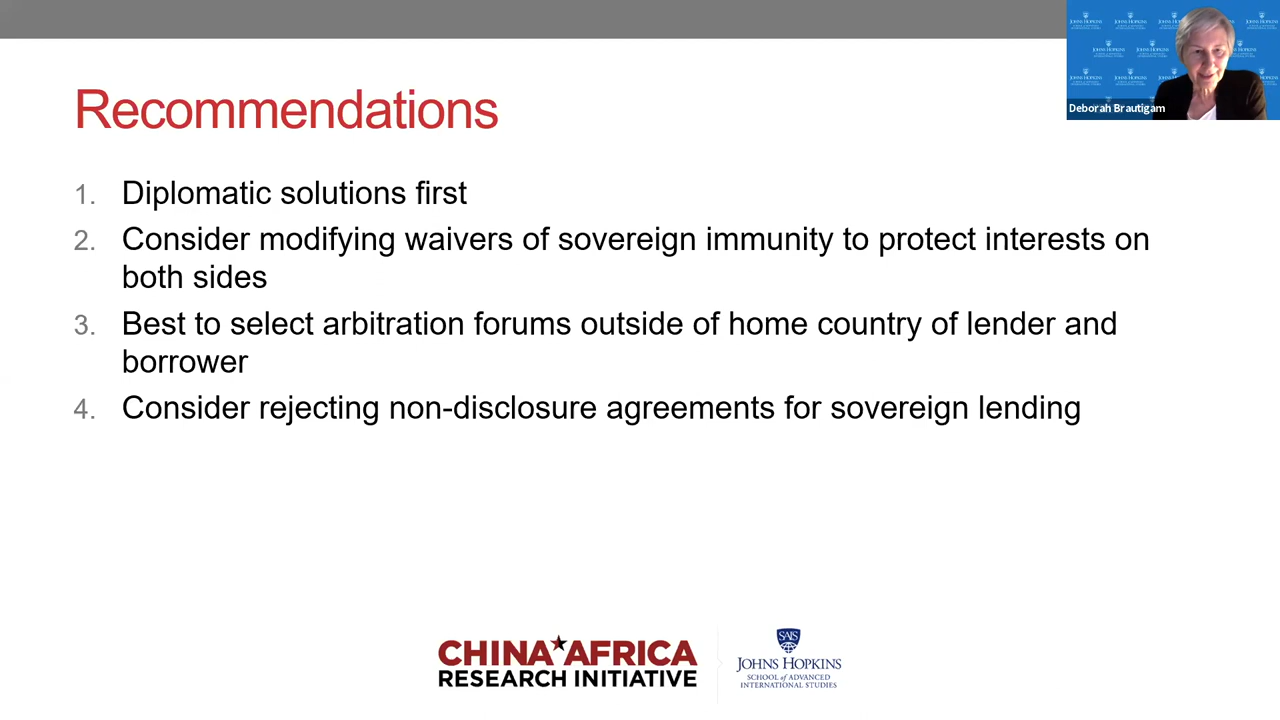 Recommendations
1. Diplomatic solutions first
2. Consider modifying waivers of sovereign immunity to protect interests on
both sides
3. Best to select arbitration forums outside of home country of lender and
borrower
4. Consider rejecting non-disclosure agreements for sovereign lending
Deborah Brautigam
CHINA AFRICA
RESEARCH INITIATIVE
SAIS
JOHNS HOPKINS
SCHOOL of ADVANCED
INTERNATIONAL STUDIES